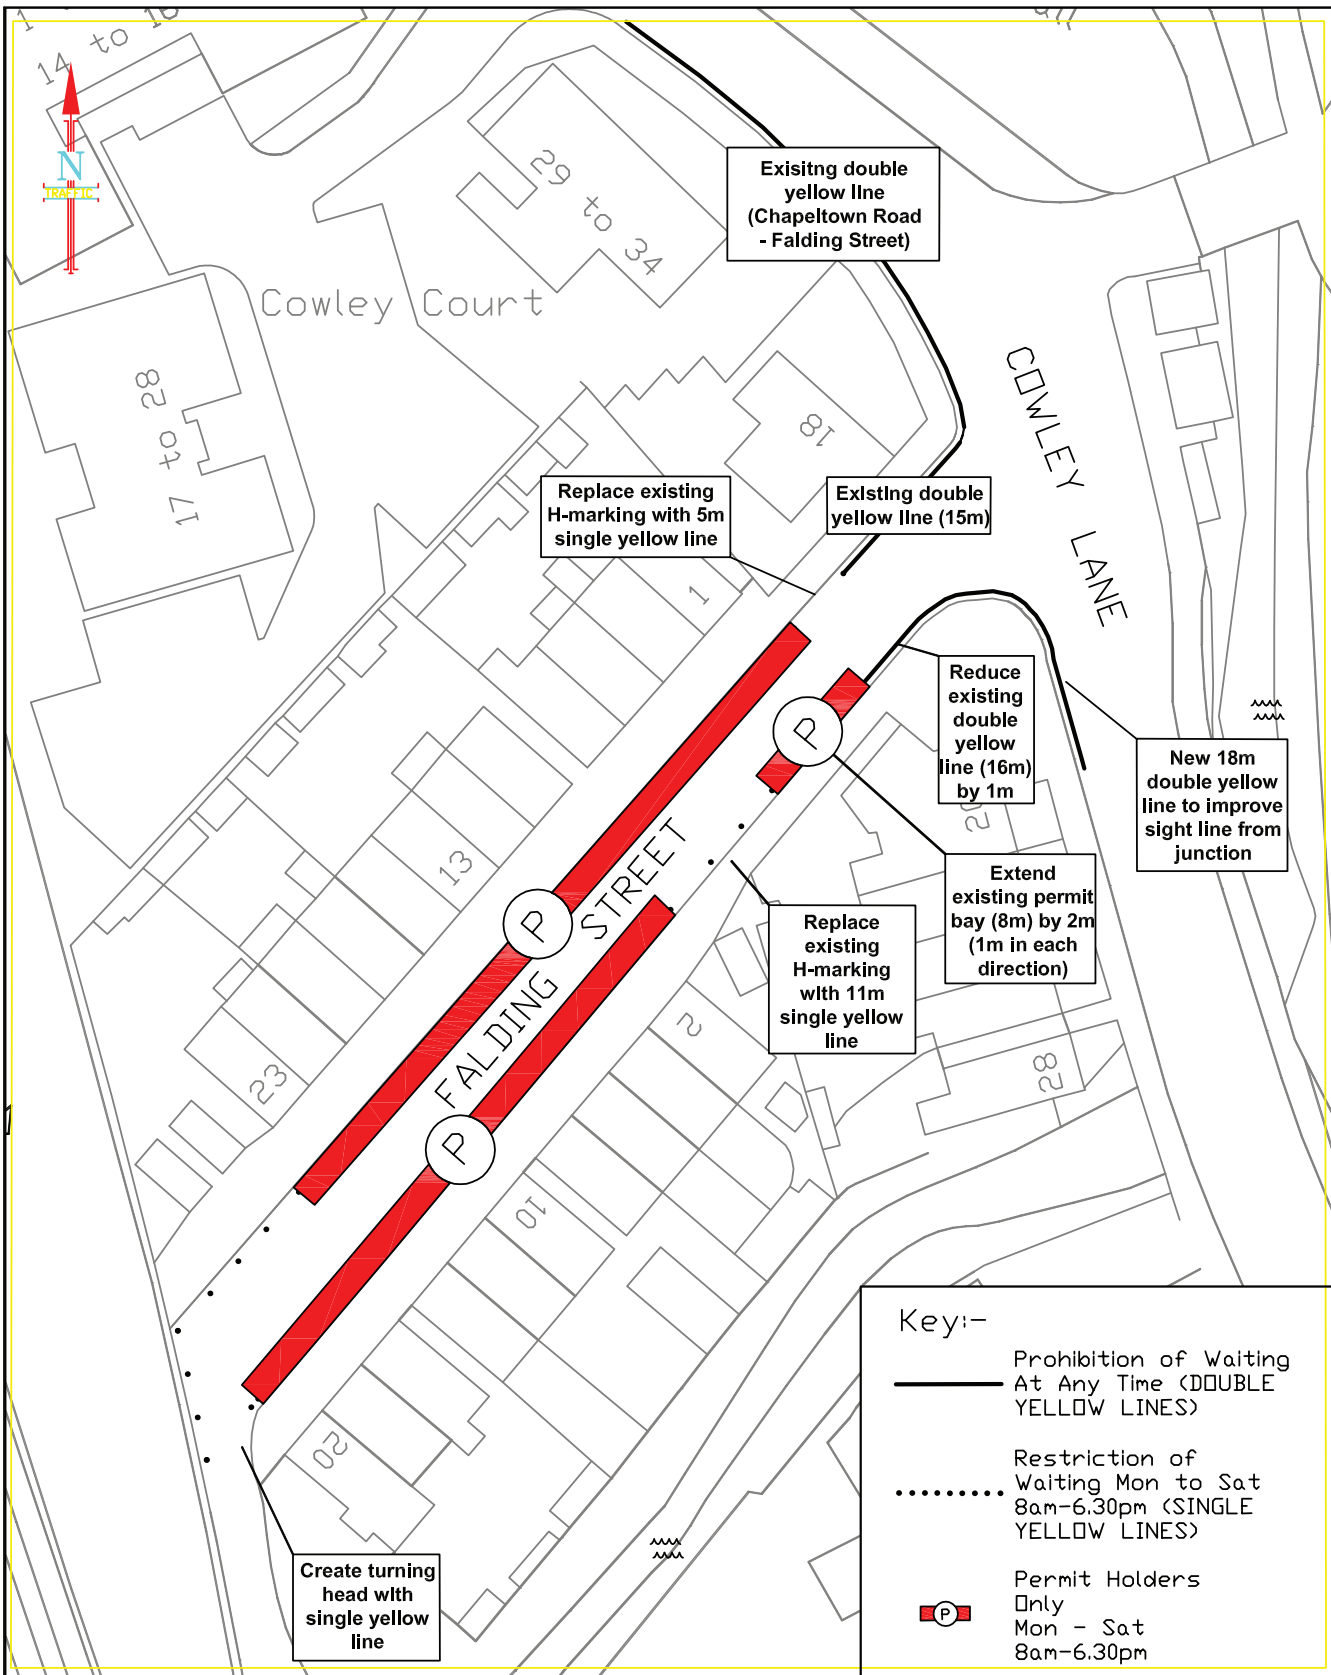 14 to 16
N
TRAFFIC
29 to 34
Exisitng double
yellow line
(Chapeltown Road
- Falding Street)
Cowley Court
17 to 28
18
COWLEY LANE
Replace existing
H-marking with 5m
single yellow line
Existing double
yellow line (15m)
1
Reduce
existing
double
yellow
line (16m)
by 1m
New 18m
double yellow
line to improve
sight line from
junction
P
13
Extend
existing permit
bay (8m) by 2m
(1m in each
direction)
P
FALDING STREET
Replace
existing
H-marking
with 11m
single yellow
line
2
23
28
P
10
20
Create turning
head with
single yellow
line
Key:-
Prohibition of Waiting
At Any Time (DOUBLE
YELLOW LINES)
Restriction of
Waiting Mon to Sat
8am-6.30pm (SINGLE
YELLOW LINES)
P
Permit Holders
Only
Mon - Sat
8am-6.30pm